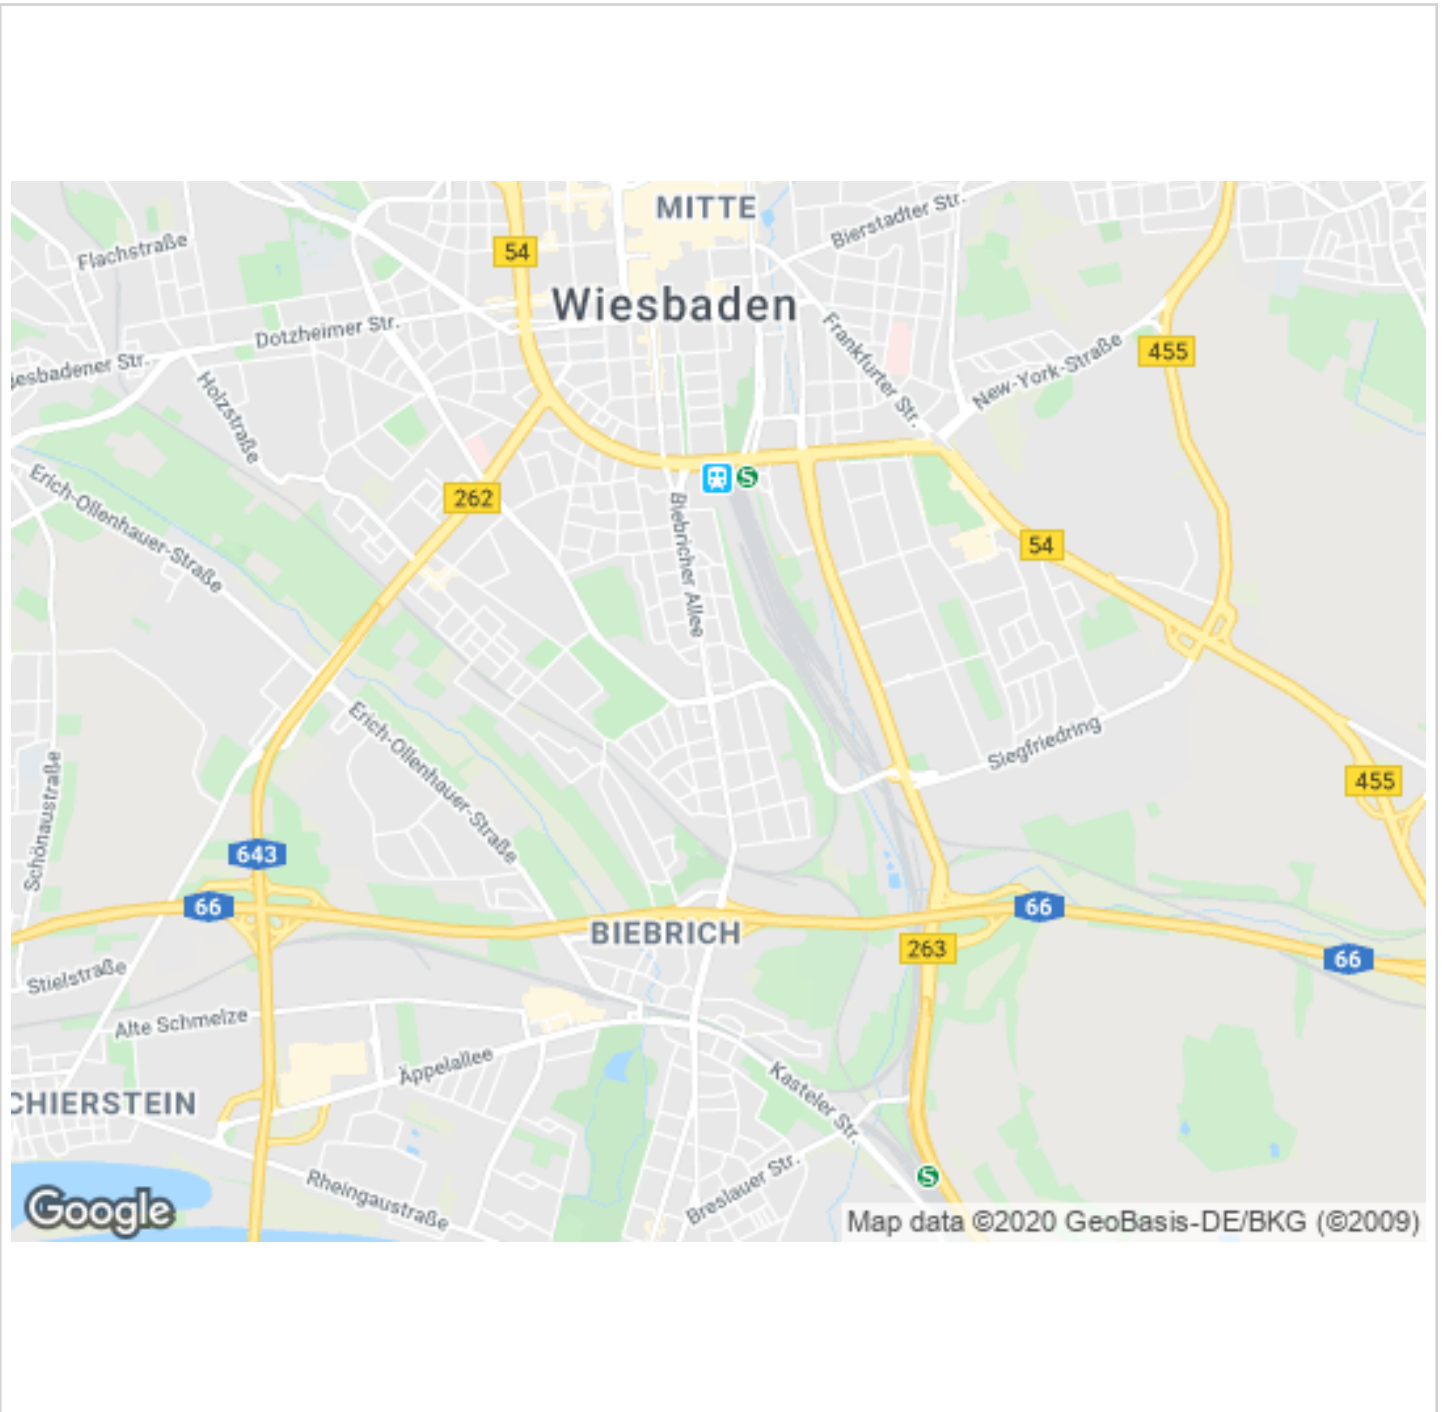 MITTE
Bierstadter Str.
Flachstraße
54
Wiesbaden
Dotzheimer Str.
Frankfurter Str.
New-York-Straße
455
esbadener Str.
Holzstraße
Erich-Ollenhauer-Straße
262
S
Biebricher Allee
54
Erich-Ollenhauer-Straße
Siegfriedring
455
Schönaustraße
643
66
66
BIEBRICH
263
66
Stielstraße
Alte Schmelze
Äppelallee
Kasteler Str.
CHIERSTEIN
S
Rheingaustraße
Breslauer Str.
Google
Map data ©2020 GeoBasis-DE/BKG (©2009)